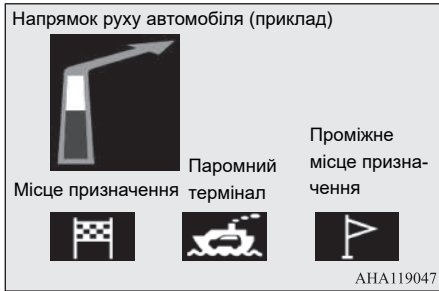 Напрямок руху автомобіля (приклад)
Проміжне
Паромний
місце призна-
Місце призначення
термінал
чення
AHA119047